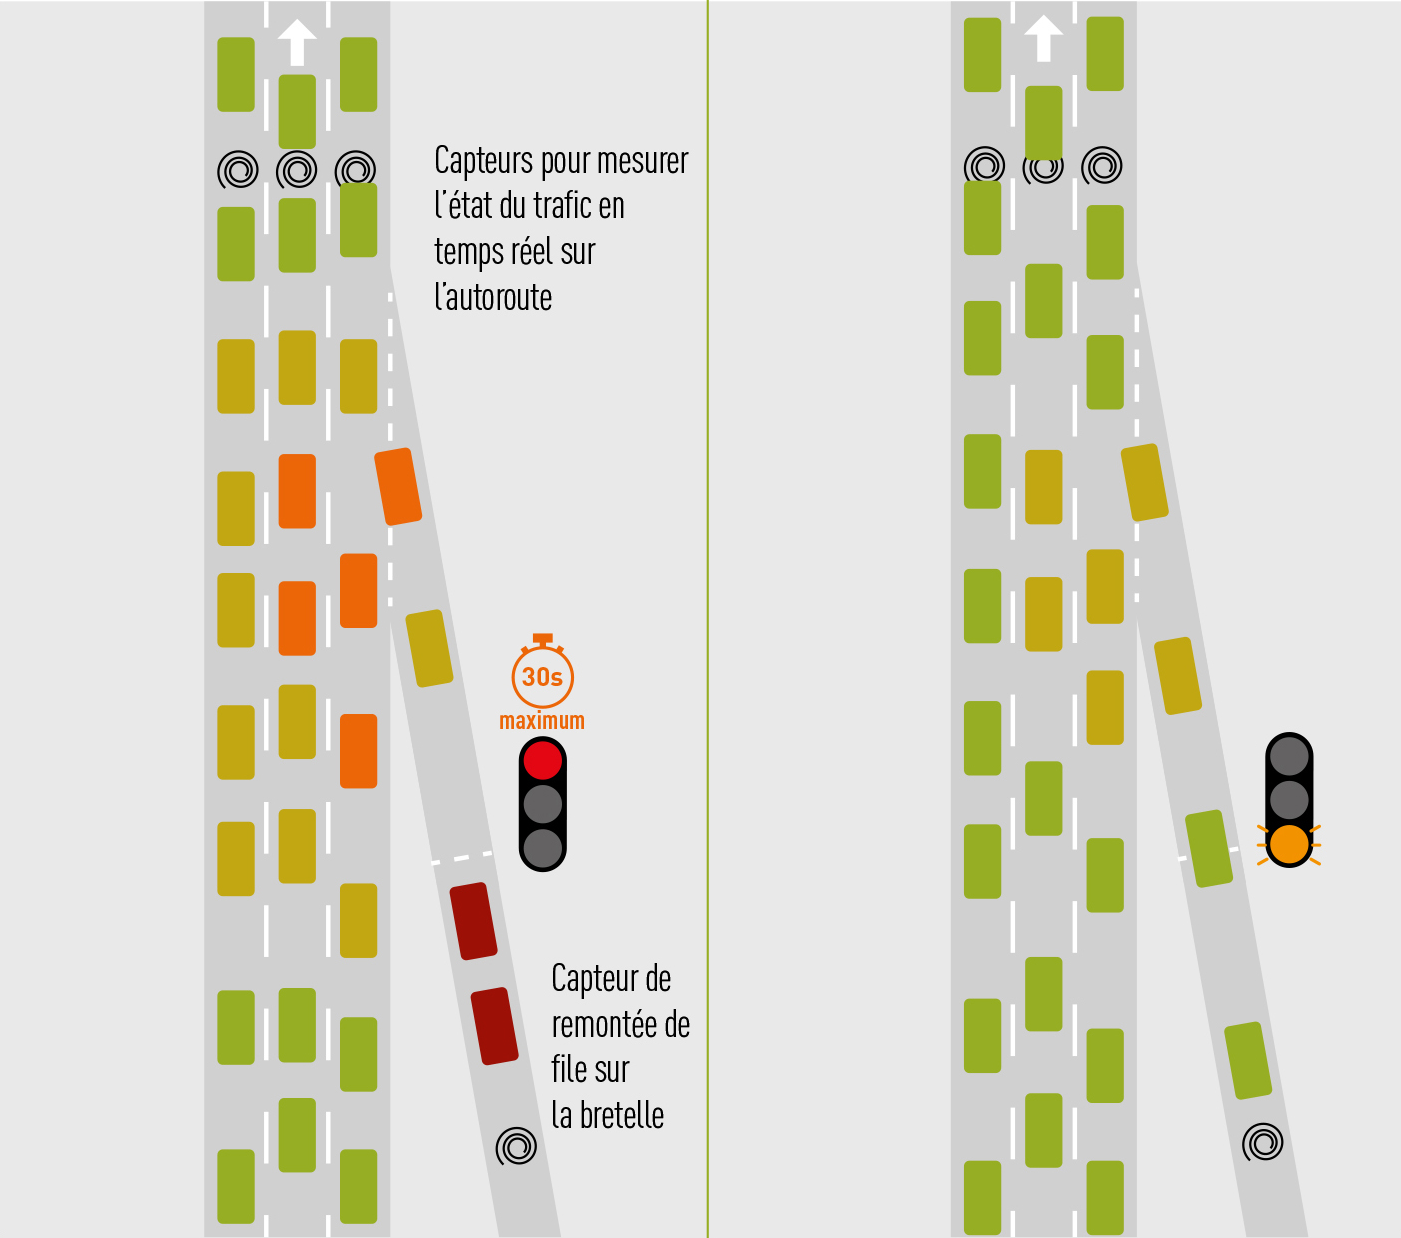 Capteurs pour mesurer
l'état du trafic en
temps réel sur
l'autoroute
30s
maximum
Capteur de
remontée de
file sur
la bretelle